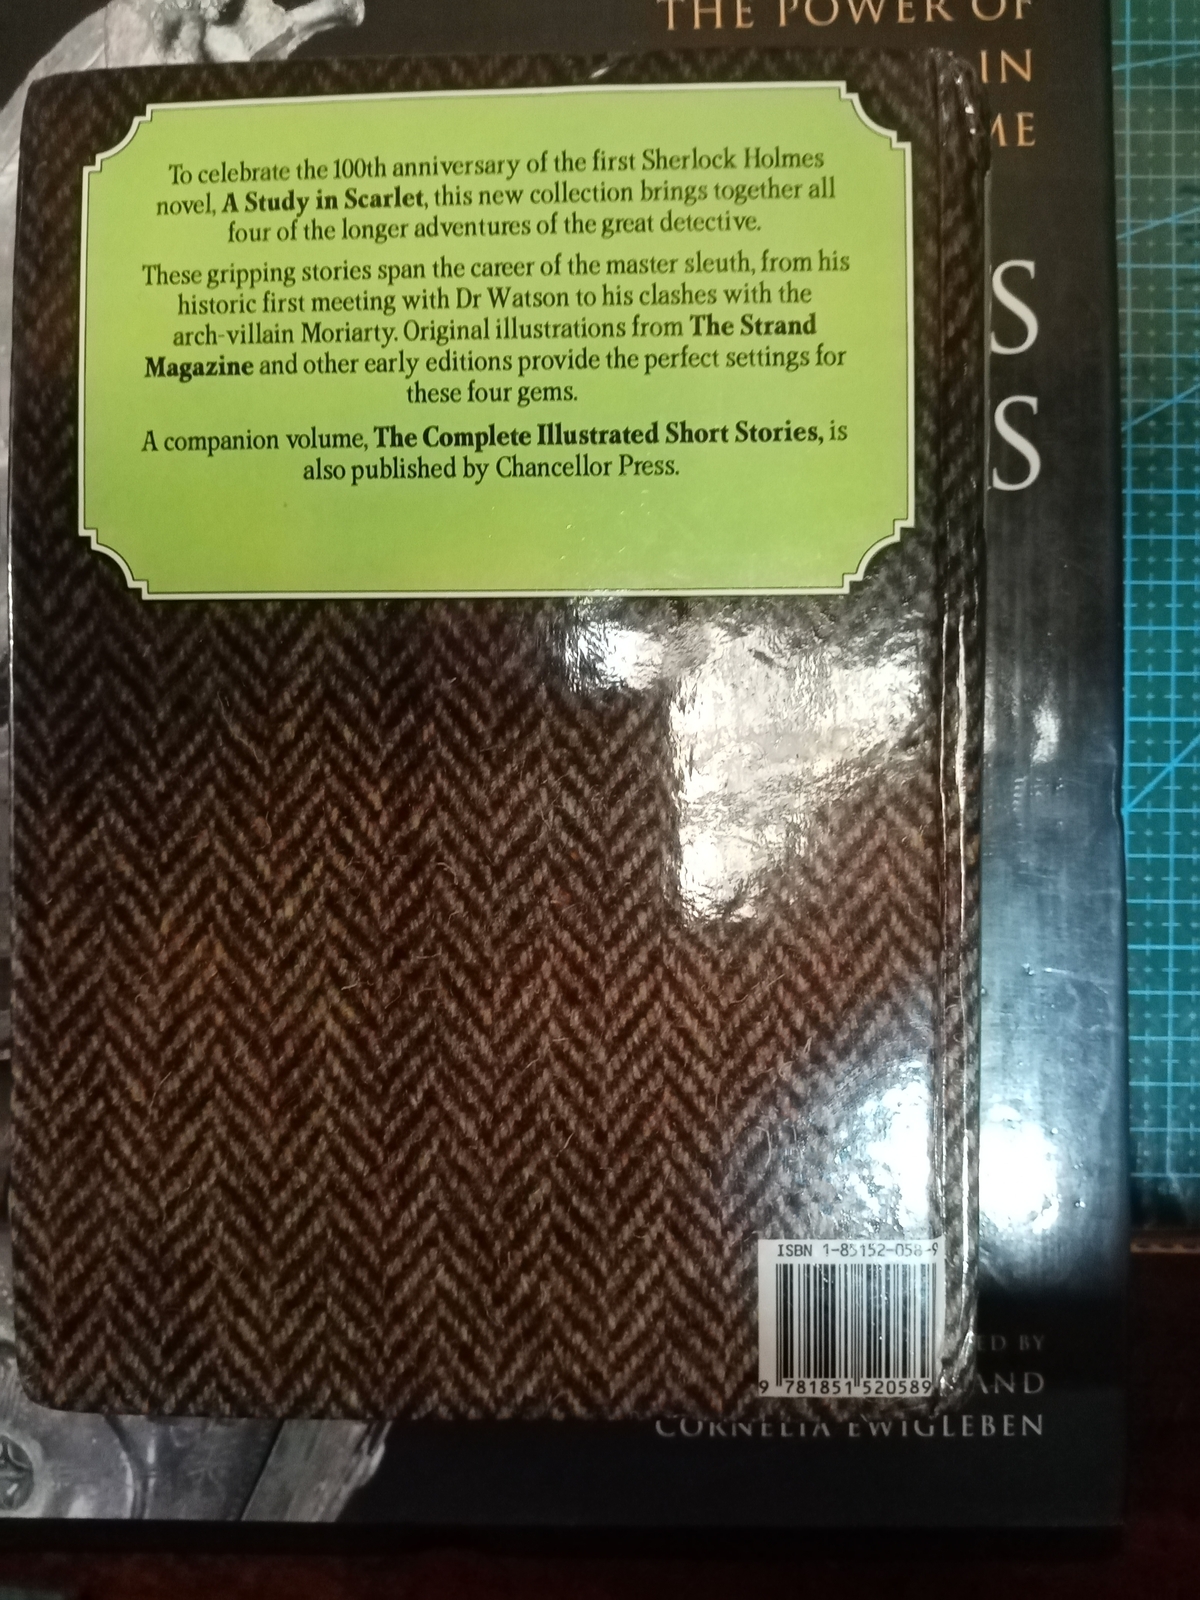 THE POWER OF
IN
ME
S
S
To celebrate the 100th anniversary of the first Sherlock Holmes
novel, A Study in Scarlet, this new collection brings together all
four of the longer adventures of the great detective.
These gripping stories span the career of the master sleuth, from his
historic first meeting with Dr Watson to his clashes with the
arch-villain Moriarty. Original illustrations from The Strand
Magazine and other early editions provide the perfect settings for
these four gems.
A companion volume, The Complete Illustrated Short Stories, is
also published by Chancellor Press.
ISBN 1-85152-058-9
9 781851 520589
ED BY
AND
CORNELIA EWIGLEBEN